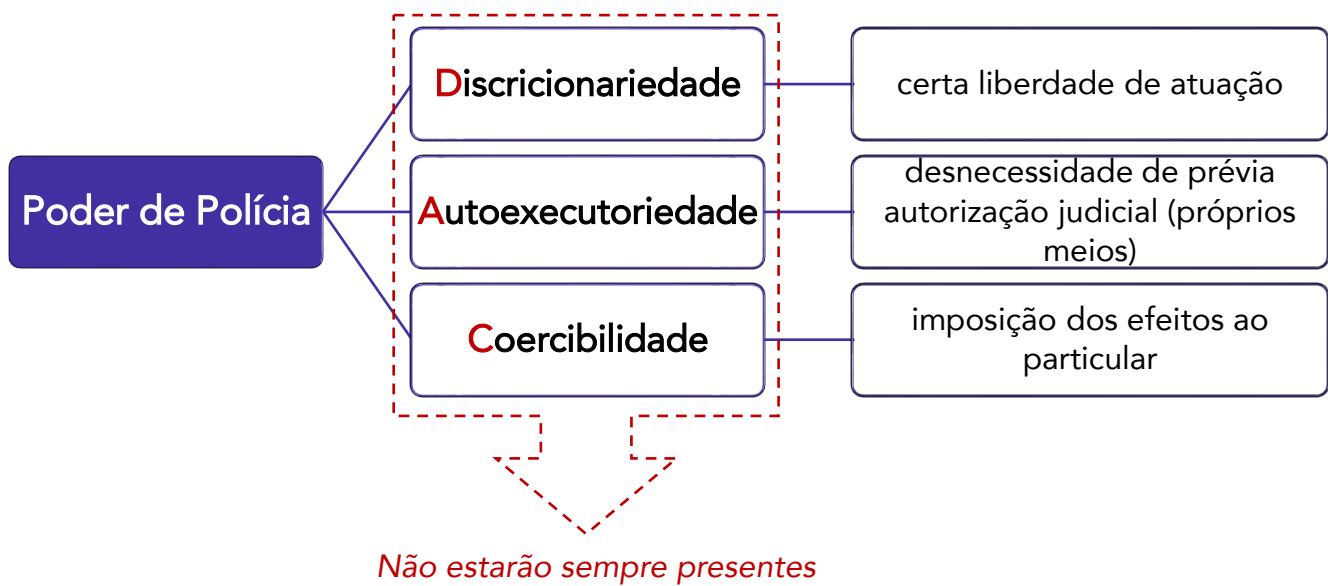 Poder de Polícia
Discricionariedade
certa liberdade de atuação
Autoexecutoriedade
desnecessidade de prévia
autorização judicial (próprios
meios)
Coercibilidade
imposição dos efeitos ao
particular
Não estarão sempre presentes